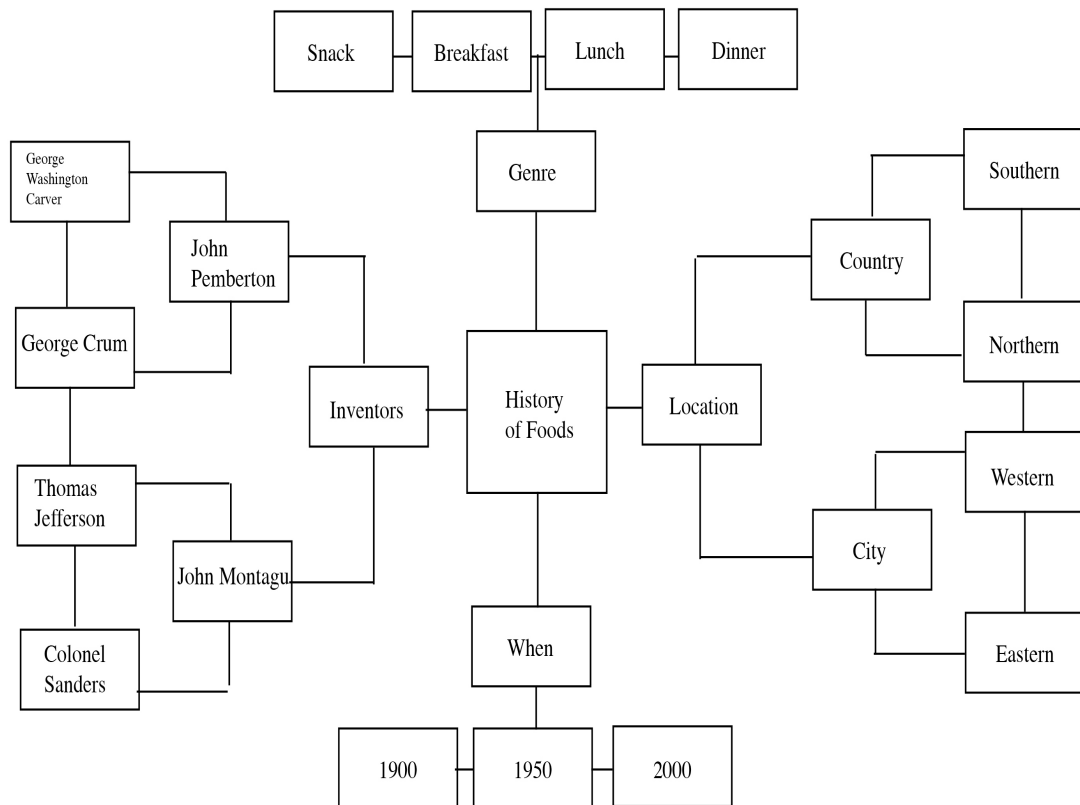 Snack
Breakfast
Lunch
Dinner
Genre
George
Washington
Carver
John
Pemberton
George Crum
Inventors
Thomas
Jefferson
John Montagu
Colonel
Sanders
History
of Foods
Location
Country
Southern
Northern
City
Western
Eastern
When
1900
1950
2000